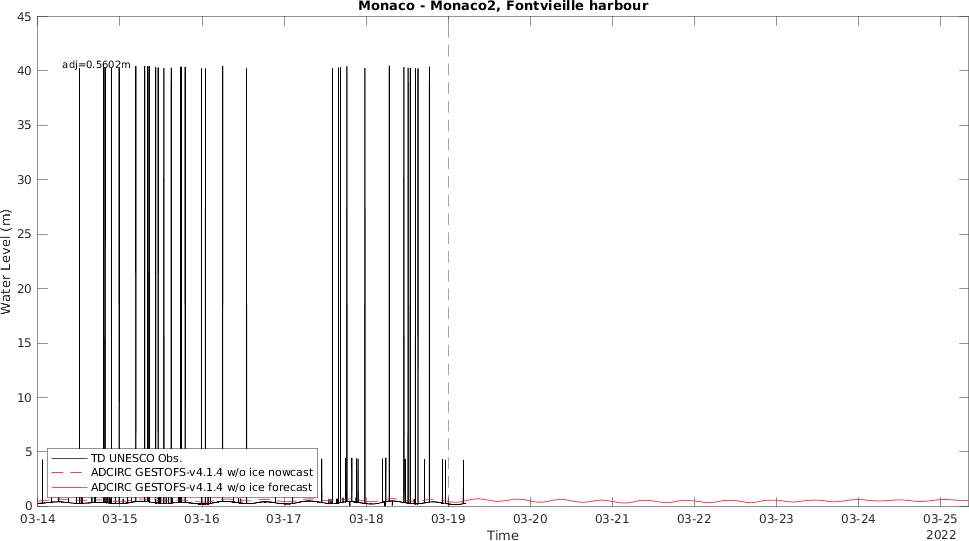 Monaco - Monaco2, Fontvieille harbour
adj=0.5602m
Water Level (m)
45
40
35
30
25
20
15
10
5
0
TD UNESCO Obs.
ADCIRC GESTOFS-v4.1.4 w/o ice nowcast
ADCIRC GESTOFS-v4.1.4 w/o ice forecast
03-14 03-15 03-16 03-17 03-18 03-19 03-20 03-21 03-22 03-23 03-24 03-25
Time
2022